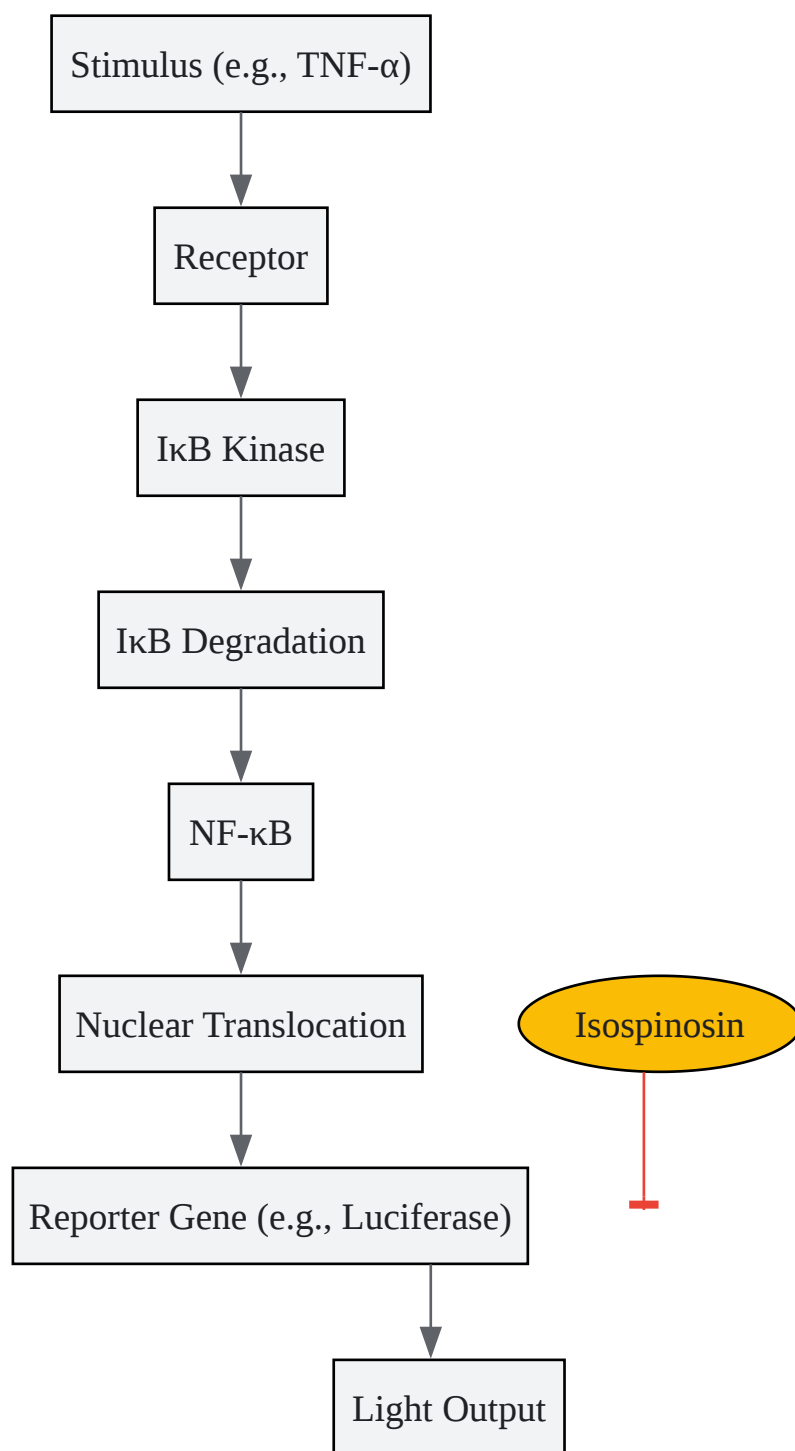 Stimulus (e.g., TNF-α)
Receptor
IκB Kinase
IκB Degradation
NF-κB
Nuclear Translocation
Isospinosin
Reporter Gene (e.g., Luciferase)
Light Output